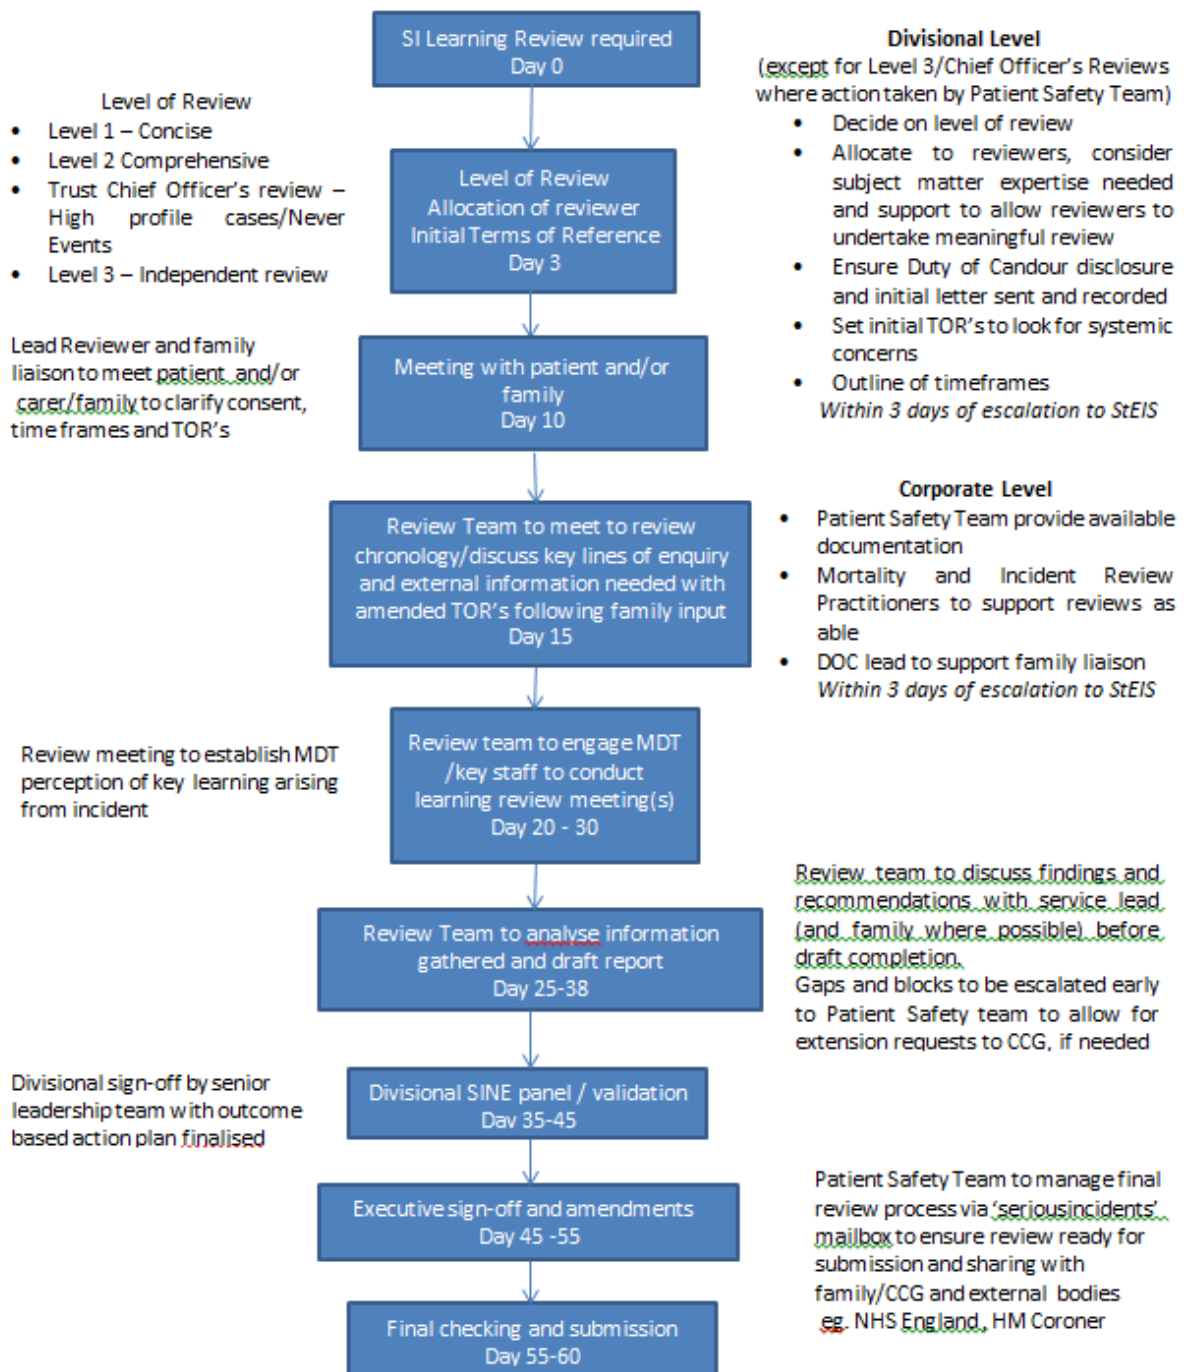 SI Learning Review required
Day 0
Divisional Level
(except for Level 3/Chief Officer's Reviews
where action taken by Patient Safety Team)
• Decide on level of review
• Allocate to reviewers, consider
subject matter expertise needed
and support to allow reviewers to
undertake meaningful review
• Ensure Duty of Candour disclosure
and initial letter sent and recorded
• Set initial TOR's to look for systemic
concerns
• Outline of timeframes
Within 3 days of escalation to StEIS
Level of Review
• Level 1 – Concise
• Level 2 Comprehensive
• Trust Chief Officer's review –
High profile cases/Never
Events
• Level 3 – Independent review
Level of Review
Allocation of reviewer
Initial Terms of Reference
Day 3
Lead Reviewer and family
liaison to meet patient and/or
carer/family to clarify consent,
time frames and TOR's
Meeting with patient and/or
family
Day 10
Corporate Level
• Patient Safety Team provide available
documentation
• Mortality and Incident Review
Practitioners to support reviews as
able
• DOC lead to support family liaison
Within 3 days of escalation to StEIS
Review Team to meet to review
chronology/discuss key lines of enquiry
and external information needed with
amended TOR's following family input
Day 15
Review meeting to establish MDT
perception of key learning arising
from incident
Review team to engage MDT
/key staff to conduct
learning review meeting(s)
Day 20 - 30
Review team to discuss findings and
recommendations with service lead
(and family where possible) before
draft completion.
Gaps and blocks to be escalated early
to Patient Safety team to allow for
extension requests to CCG, if needed
Review Team to analyse information
gathered and draft report
Day 25-38
Divisional sign-off by senior
leadership team with outcome
based action plan finalised
Divisional SINE panel / validation
Day 35-45
Executive sign-off and amendments
Day 45 -55
Patient Safety Team to manage final
review process via 'seriousincidents'
mailbox to ensure review ready for
submission and sharing with
family/CCG and external bodies
eg. NHS England, HM Coroner
Final checking and submission
Day 55-60